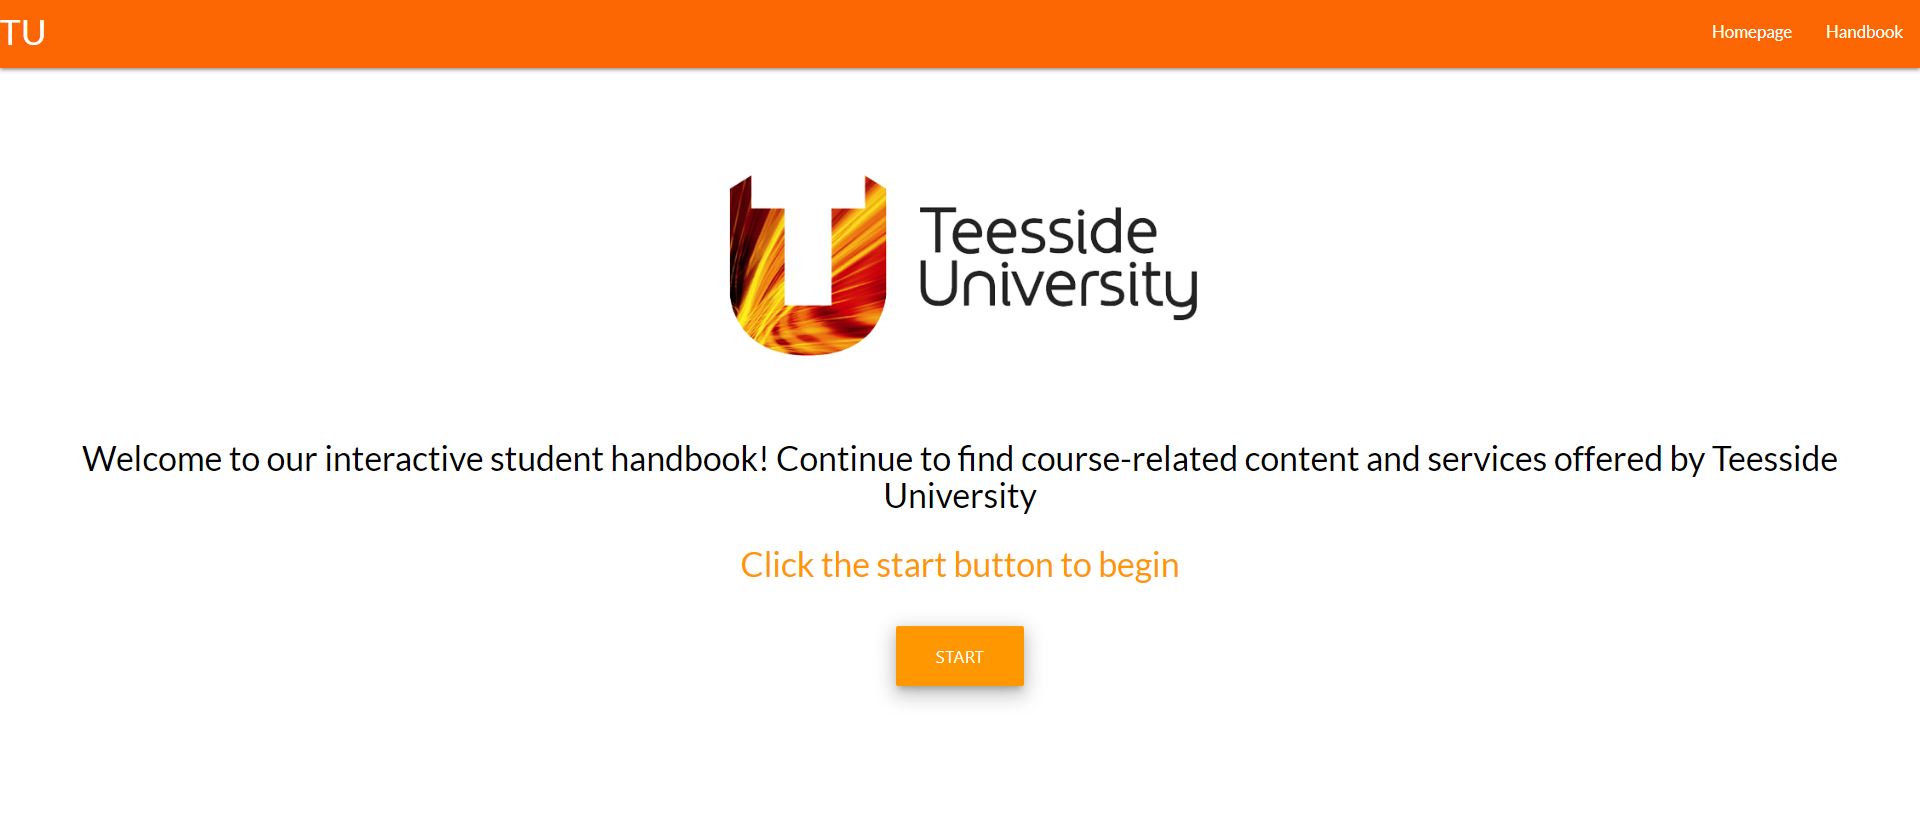 TU
Homepage
Handbook
Teesside
University
Welcome to our interactive student handbook! Continue to find course-related content and services offered by Teesside
University
Click the start button to begin
START